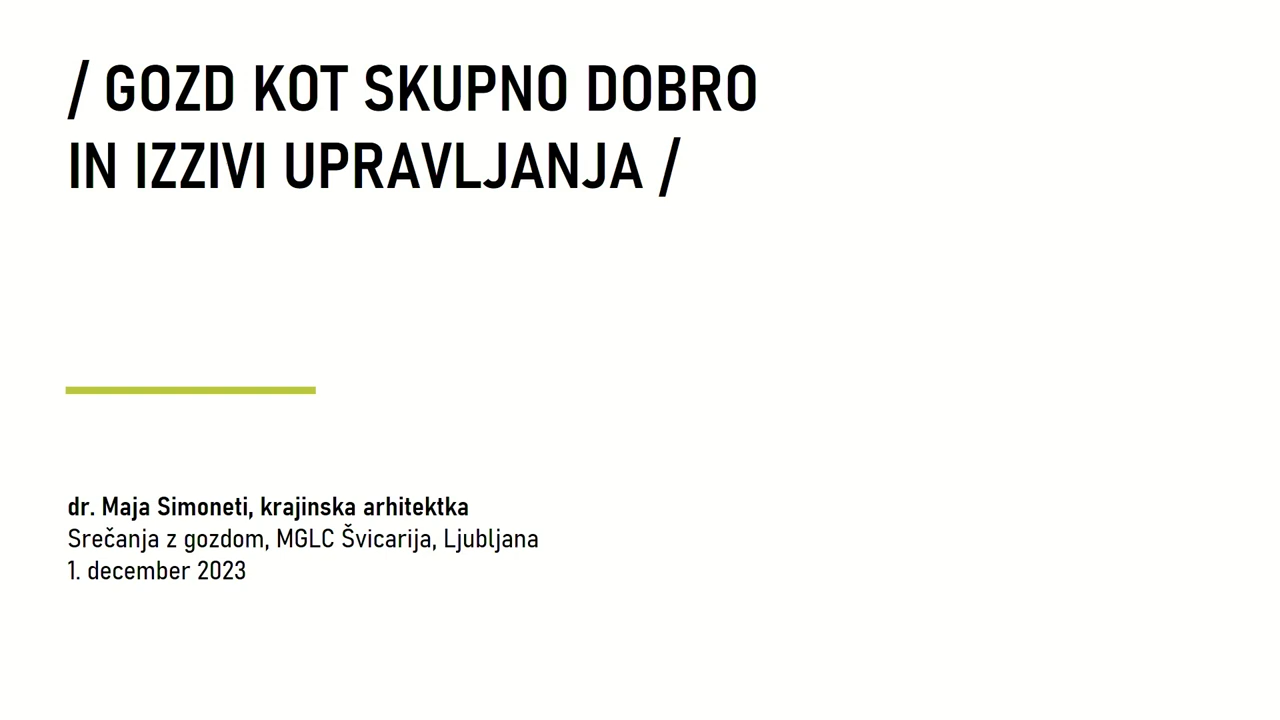 / GOZD KOT SKUPNO DOBRO
IN IZZIVI UPRAVLJANJA /
dr. Maja Simoneti, krajinska arhitektka
Srečanja z gozdom, MGLC Švicarija, Ljubljana
1. december 2023